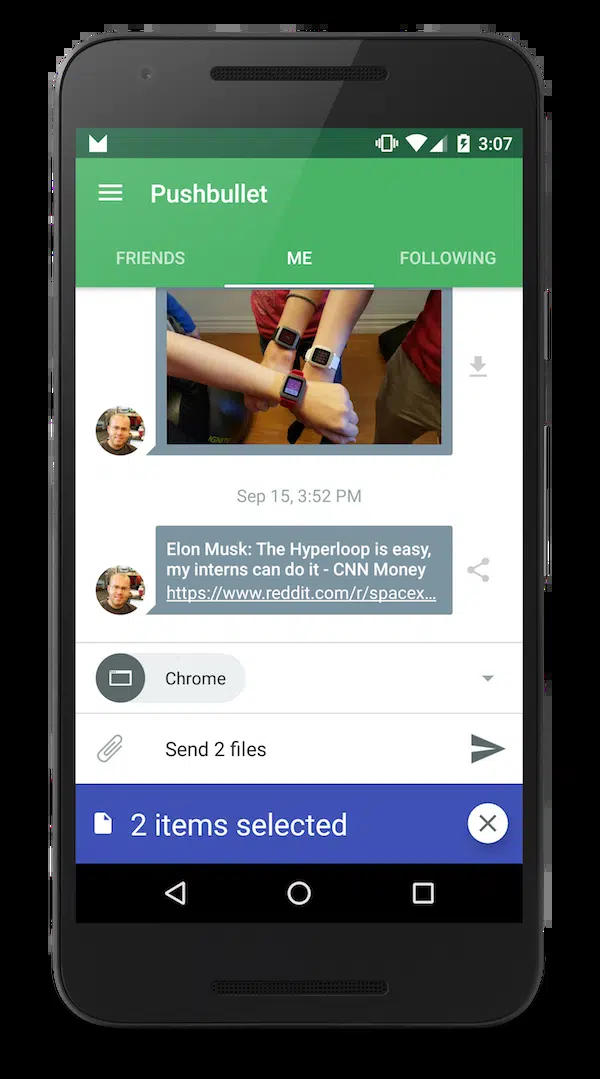 3:07
Pushbullet
FRIENDS ME FOLLOWING
Sep 15, 3:52 PM
Elon Musk: The Hyperloop is easy,
my interns can do it - CNN Money
https://www.reddit.com/r/spacex...
Chrome
Send 2 files
2 items selected